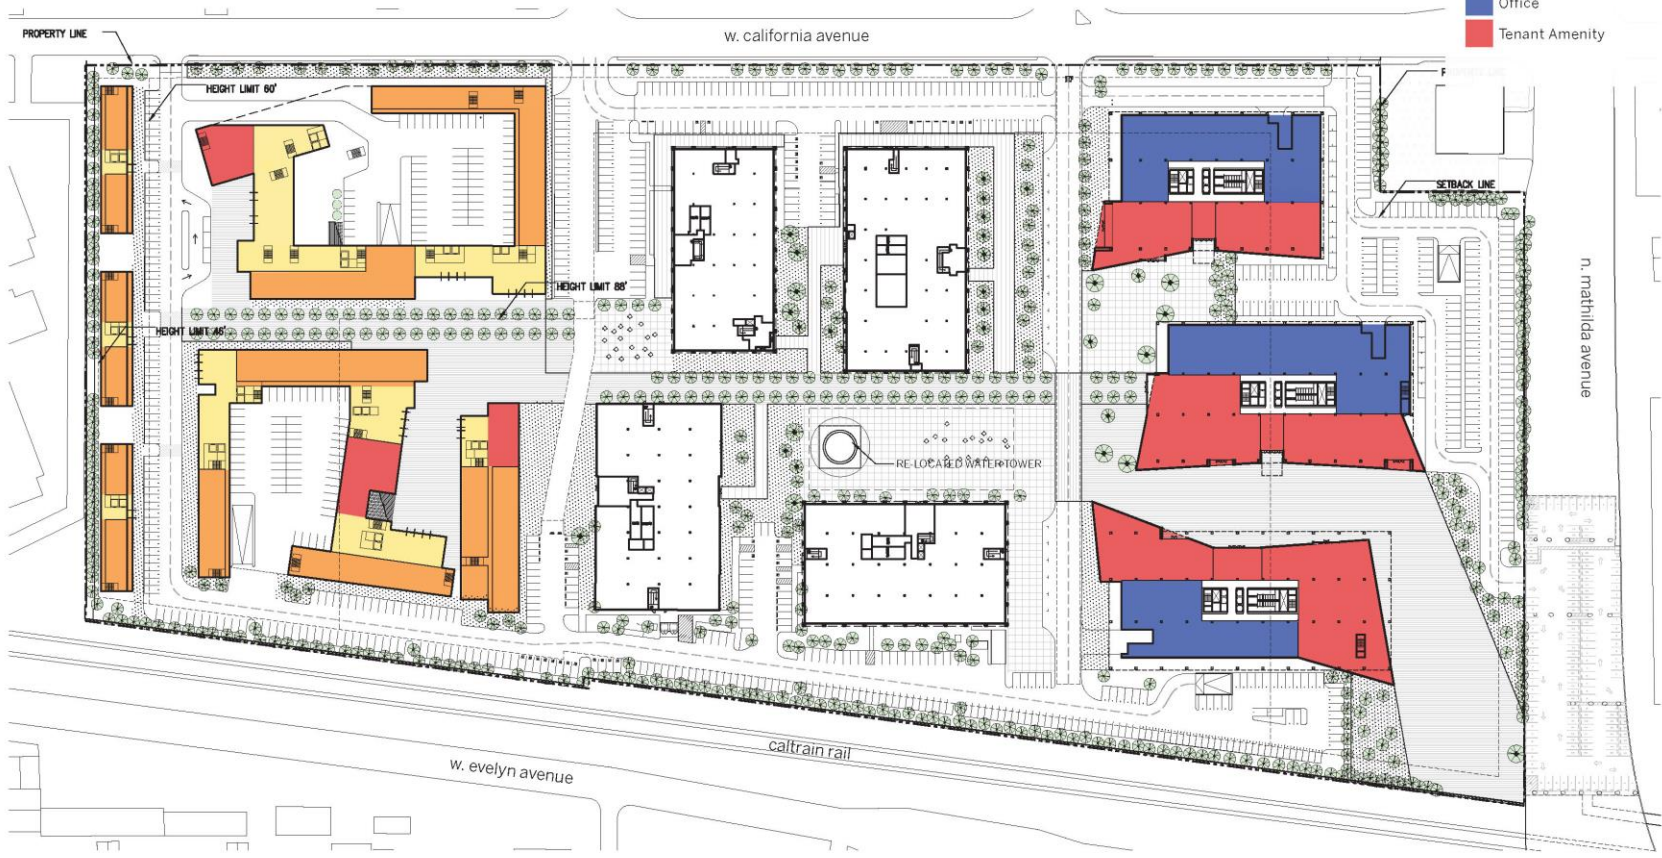 Office
Tenant Amenity
w. california avenue
PROPERTY LINE
HEIGHT LIMIT 60'
SETBACK LINE
HEIGHT LIMIT 88'
HEIGHT LIMIT 46'
n. mathilda avenue
RE-LOCATED WATER TOWER
caltrain rail
w. evelyn avenue